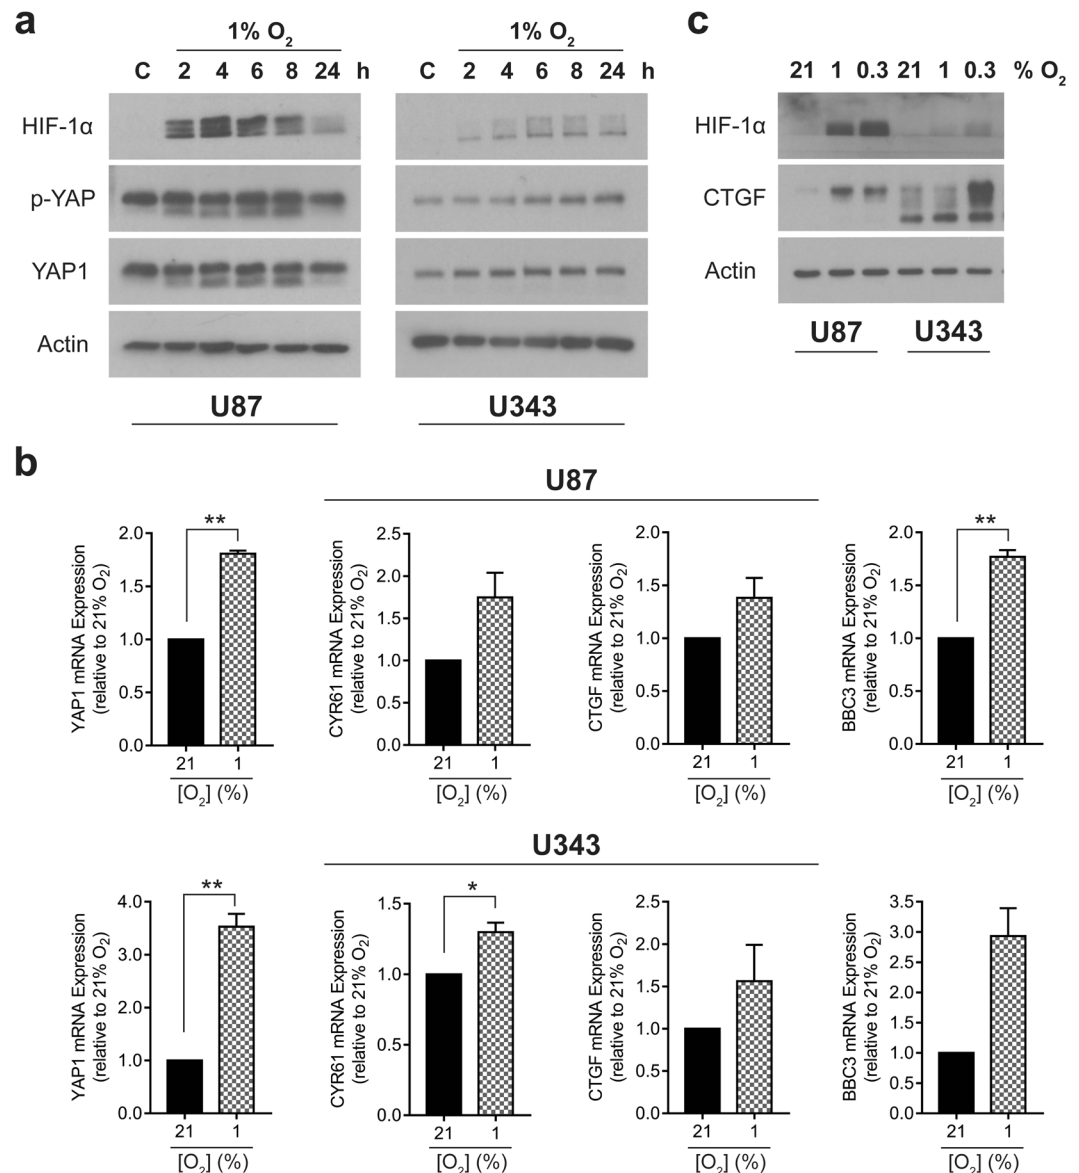 a
1% O2
C 2 4 6 8 24 h
1% O2
C 2 4 6 8 24 h
HIF-1α
p-YAP
YAP1
Actin
U87
U343
c
21 1 0.3 21 1 0.3 % O2
HIF-1α
CTGF
Actin
U87
U343
b
U87
YAP1 mRNA Expression
(relative to 21% O2)
2.0
1.5
1.0
0.5
0.0
**
21 1
[O2] (%)
CYR61 mRNA Expression
(relative to 21% O2)
2.5
2.0
1.5
1.0
0.5
0.0
21 1
[O2] (%)
CTGF mRNA Expression
(relative to 21% O2)
2.0
1.5
1.0
0.5
0.0
21 1
[O2] (%)
BBC3 mRNA Expression
(relative to 21% O2)
2.0
1.5
1.0
0.5
0.0
**
21 1
[O2] (%)
U343
YAP1 mRNA Expression
(relative to 21% O2)
4.0
3.0
2.0
1.0
0.0
**
21 1
[O2] (%)
CYR61 mRNA Expression
(relative to 21% O2)
1.5
1.0
0.5
0.0
*
21 1
[O2] (%)
CTGF mRNA Expression
(relative to 21% O2)
2.5
2.0
1.5
1.0
0.5
0.0
21 1
[O2] (%)
BBC3 mRNA Expression
(relative to 21% O2)
3.5
3.0
2.5
2.0
1.5
1.0
0.5
0.0
21 1
[O2] (%)